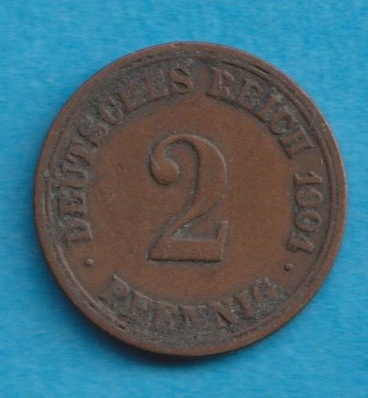 · DEUTSCHES REICH 1904 ·
2
PFENNIG